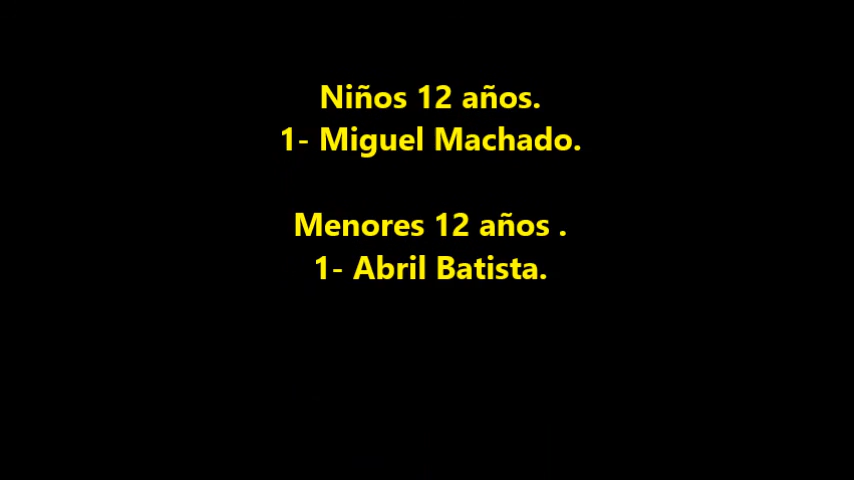 Niños 12 años.
1- Miguel Machado.
Menores 12 años .
1- Abril Batista.